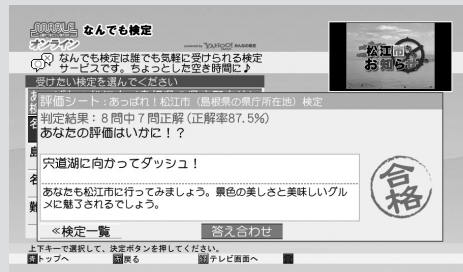 オンライン なんでも検定
powered by YAHOO! みんなの検定
なんでも検定は誰でも気軽に受けられる検定
サービスです。ちょっとした空き時間に♪
松江市
お知らせ
受けたい検定を選んでください
評価シート：あっぱれ！松江市（島根県の県庁所在地）検定
判定結果：８問中７問正解(正解率87.5%)
あなたの評価はいかに！？
宍道湖に向かってダッシュ！
あなたも松江市に行ってみましょう。景色の美しさと美味しいグル
メに魅了されるでしょう。
合格
≪検定一覧
答え合わせ
上下キーで選択して、決定ボタンを押してください。
青 トップへ 戻る テレビ画面へ